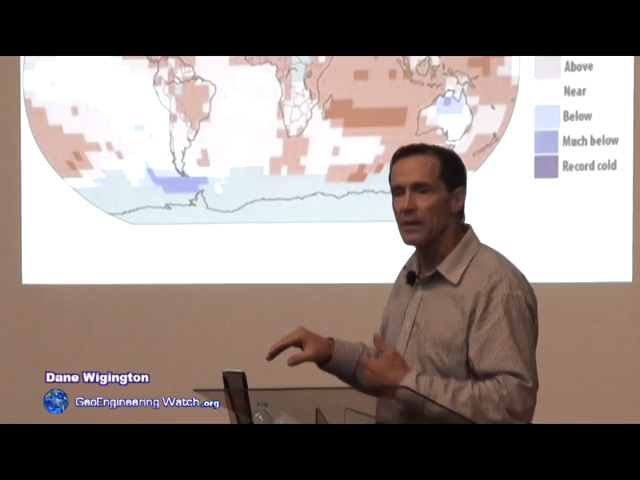 Above
Near
Below
Much below
Record cold
Dane Wigington
GeoEngineering Watch.org